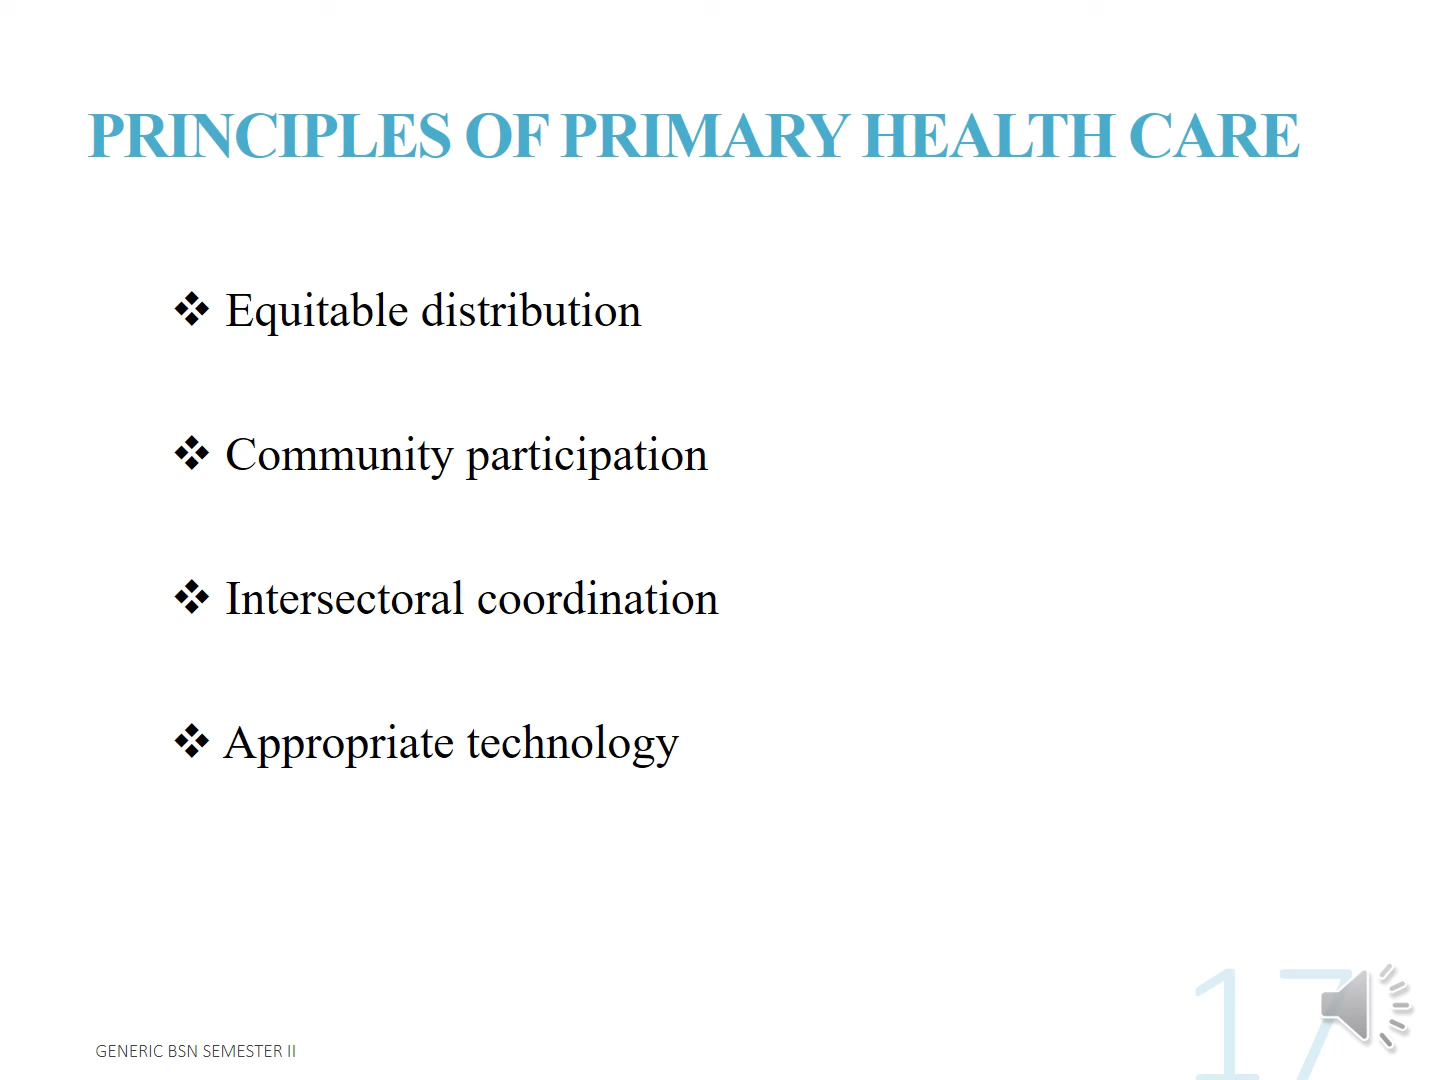 PRINCIPLES OF PRIMARY HEALTH CARE
❖ Equitable distribution
❖ Community participation
❖ Intersectoral coordination
❖ Appropriate technology
17
GENERIC BSN SEMESTER II